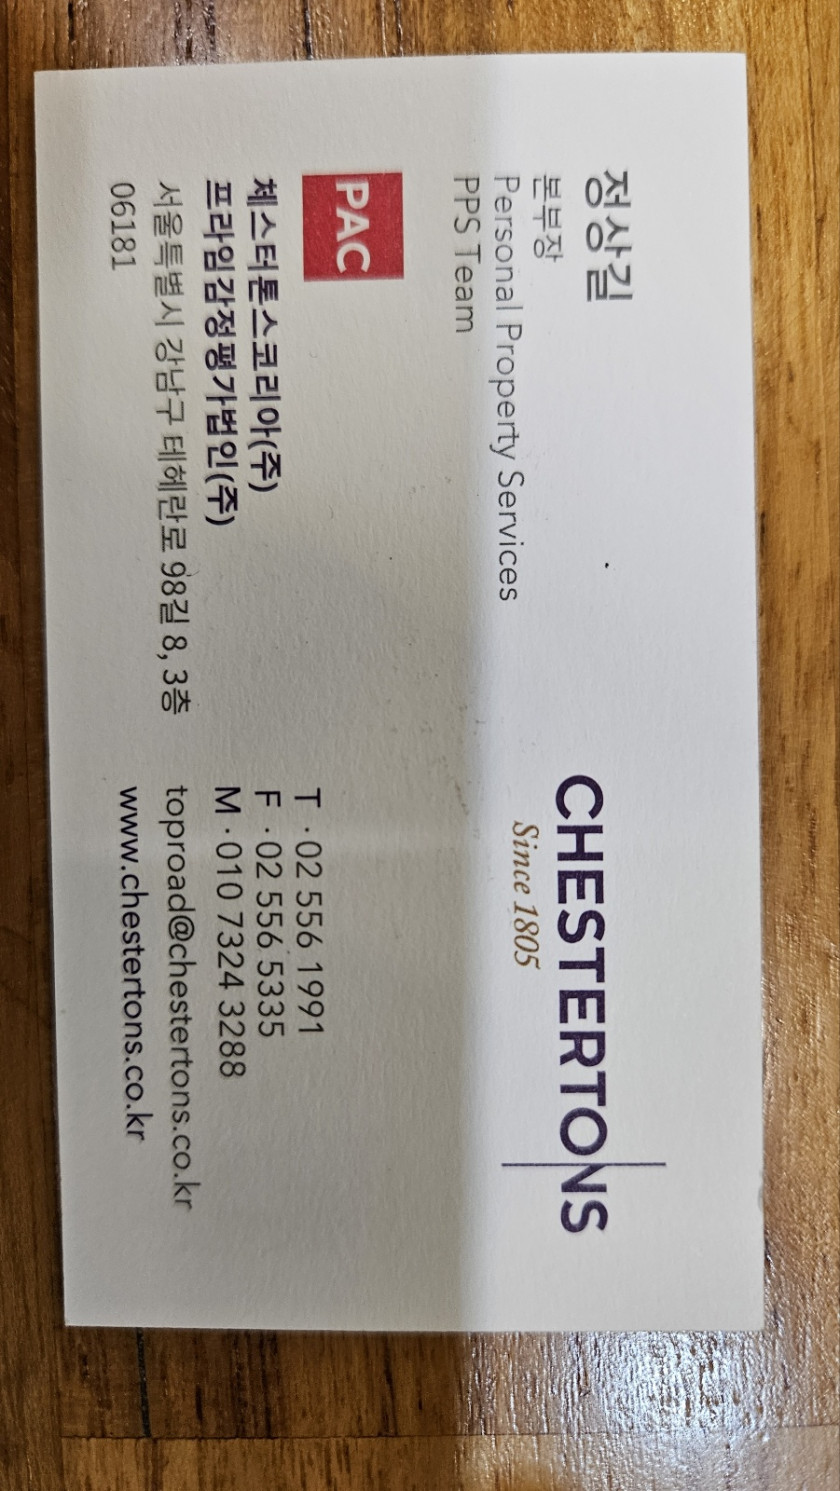 정상길
본부장
Personal Property Services
PPS Team
CHESTERTONS
Since 1805
PAC
체스터톤스코리아(주)
프라임감정평가법인(주)
서울특별시 강남구 테헤란로 98길 8, 3층
06181
T · 02 556 1991
F · 02 556 5335
M · 010 7324 3288
toproad@chestertons.co.kr
www.chestertons.co.kr